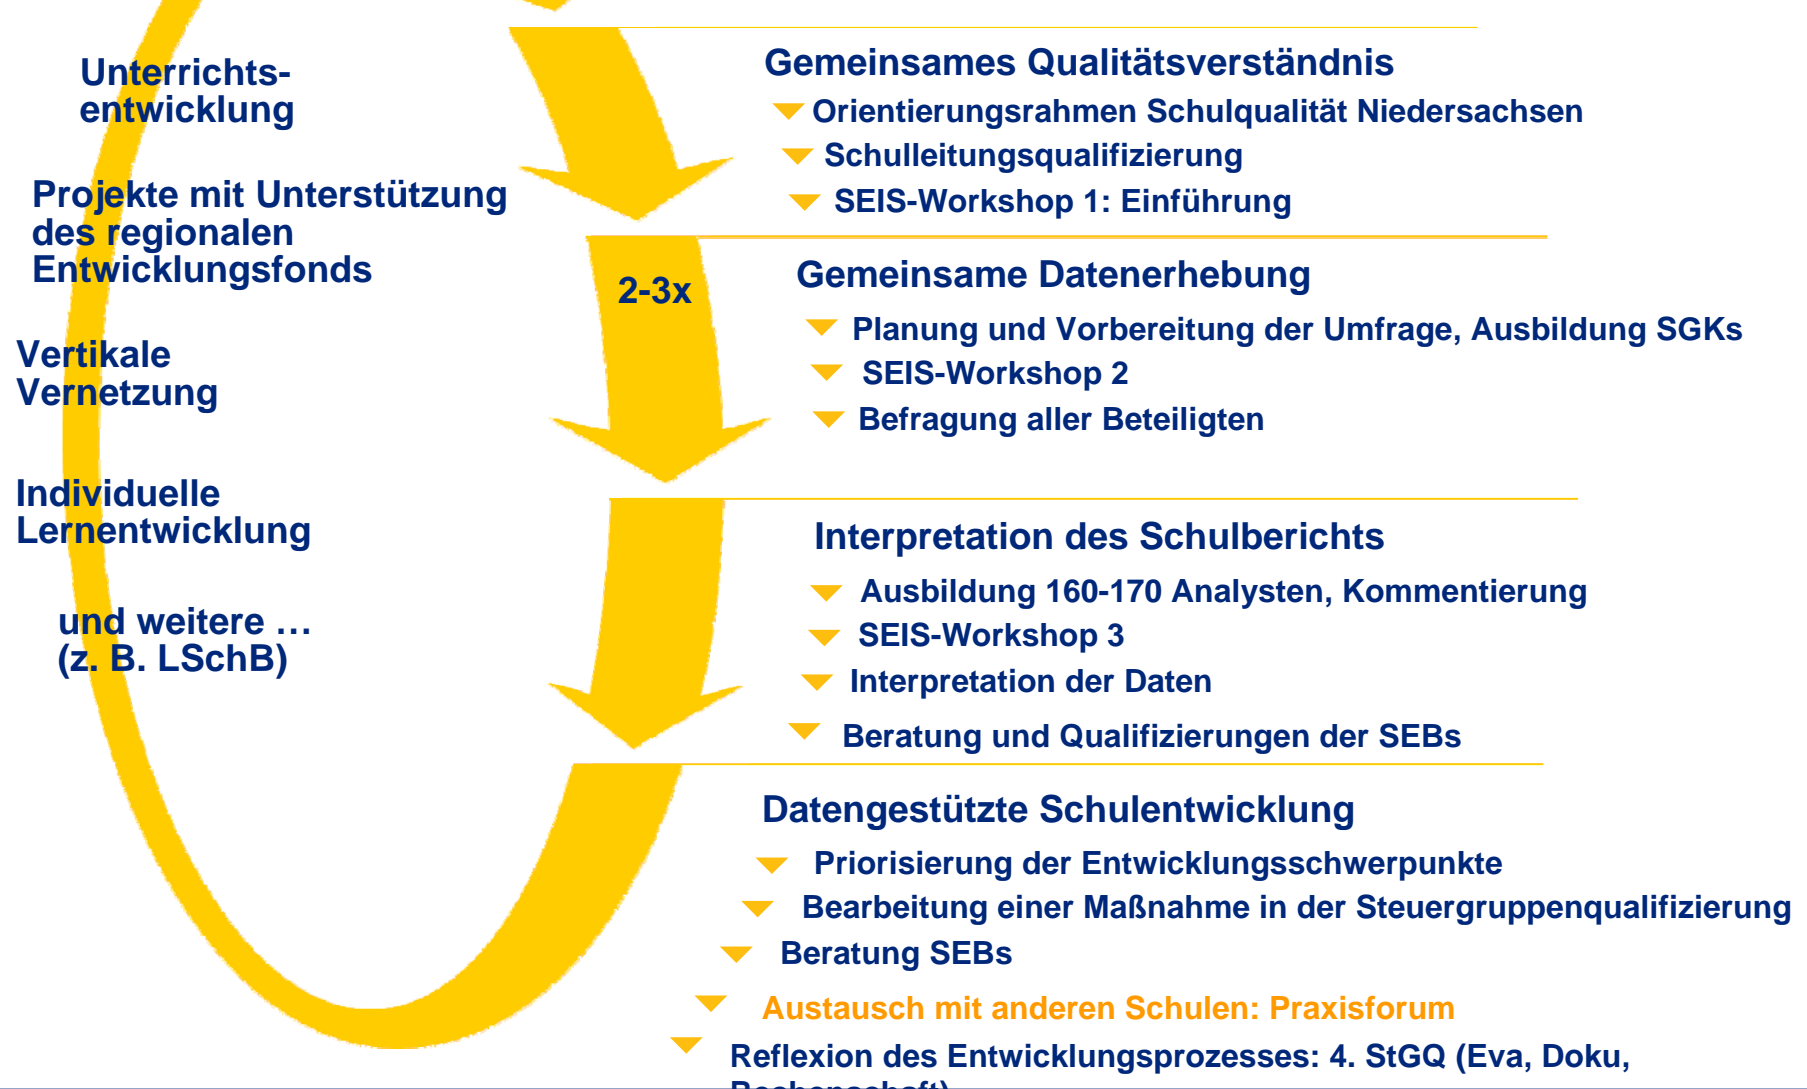 Unterrichts-
entwicklung
Projekte mit Unterstützung
des regionalen
Entwicklungsfonds
Vertikale
Vernetzung
Individuelle
Lernentwicklung
und weitere …
(z. B. LSchB)
2-3x
Gemeinsames Qualitätsverständnis
Orientierungsrahmen Schulqualität Niedersachsen
Schulleitungsqualifizierung
SEIS-Workshop 1: Einführung
Gemeinsame Datenerhebung
Planung und Vorbereitung der Umfrage, Ausbildung SGKs
SEIS-Workshop 2
Befragung aller Beteiligten
Interpretation des Schulberichts
Ausbildung 160-170 Analysten, Kommentierung
SEIS-Workshop 3
Interpretation der Daten
Beratung und Qualifizierungen der SEBs
Datengestützte Schulentwicklung
Priorisierung der Entwicklungsschwerpunkte
Bearbeitung einer Maßnahme in der Steuergruppenqualifizierung
Beratung SEBs
Austausch mit anderen Schulen: Praxisforum
Reflexion des Entwicklungsprozesses: 4. StGQ (Eva, Doku,